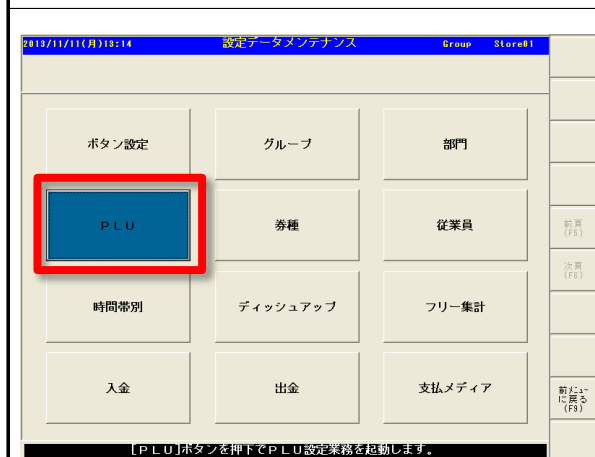 2013/11/11(月)13:14 設定データメンテナンス Group Store01
ボタン設定 グループ 部門
ＰＬＵ 券種 従業員
前頁
(F5)
次頁
(F6)
時間帯別 ディッシュアップ フリー集計
入金 出金 支払メディア
前ﾒﾆｭｰ
に戻る
(F9)
[ＰＬＵ]ボタンを押下でＰＬＵ設定業務を起動します。